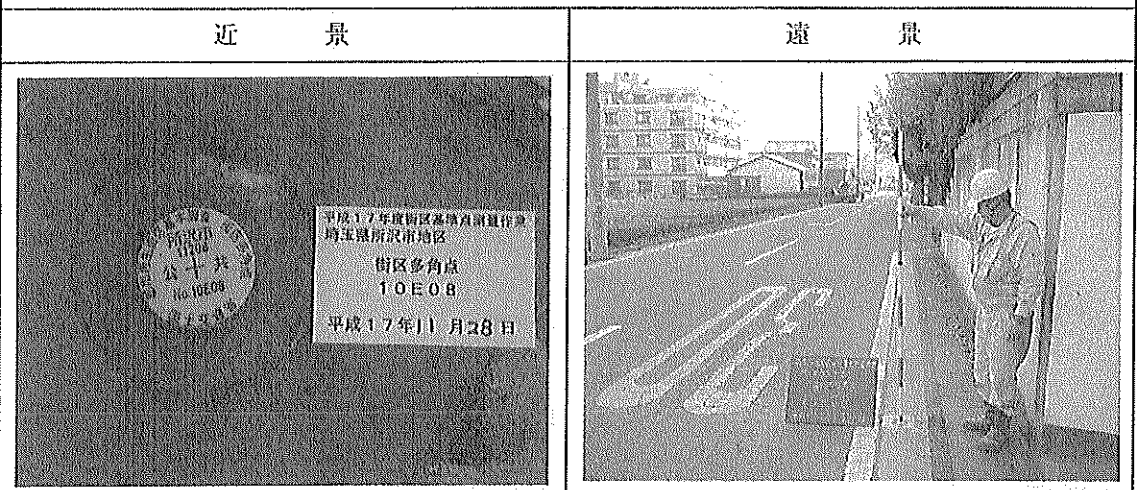 近 景
遠 景
所沢市
11208
公 共
No.10E08
平成17年度街区基準点測量作業
埼玉県所沢市地区
街区多角点
10E08
平成17年11月28日